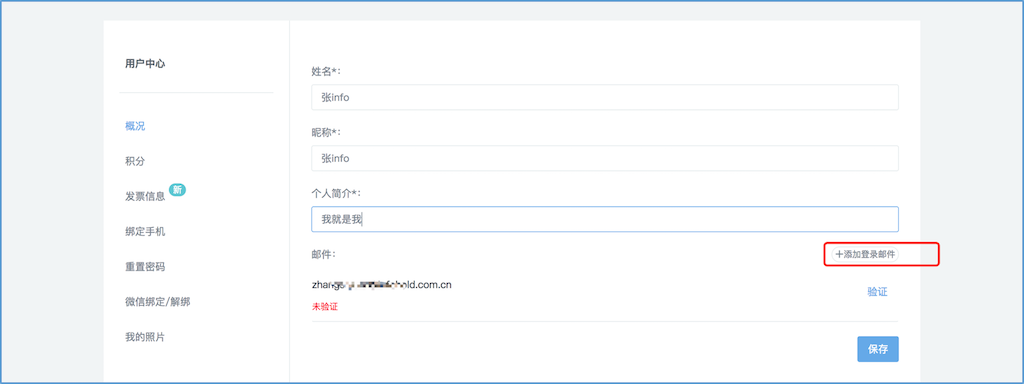 用户中心
概况
积分
发票信息 新
绑定手机
重置密码
微信绑定/解绑
我的照片
姓名*:
张info
昵称*:
张info
个人简介*:
我就是我
邮件:
+添加登录邮件
.com.cn
验证
未验证
保存